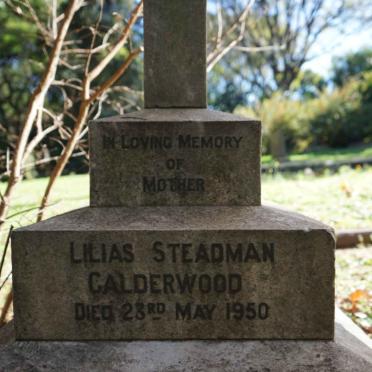 In Loving Memory
of
Mother
Lilias Steadman
Calderwood
Died 23RD May 1950